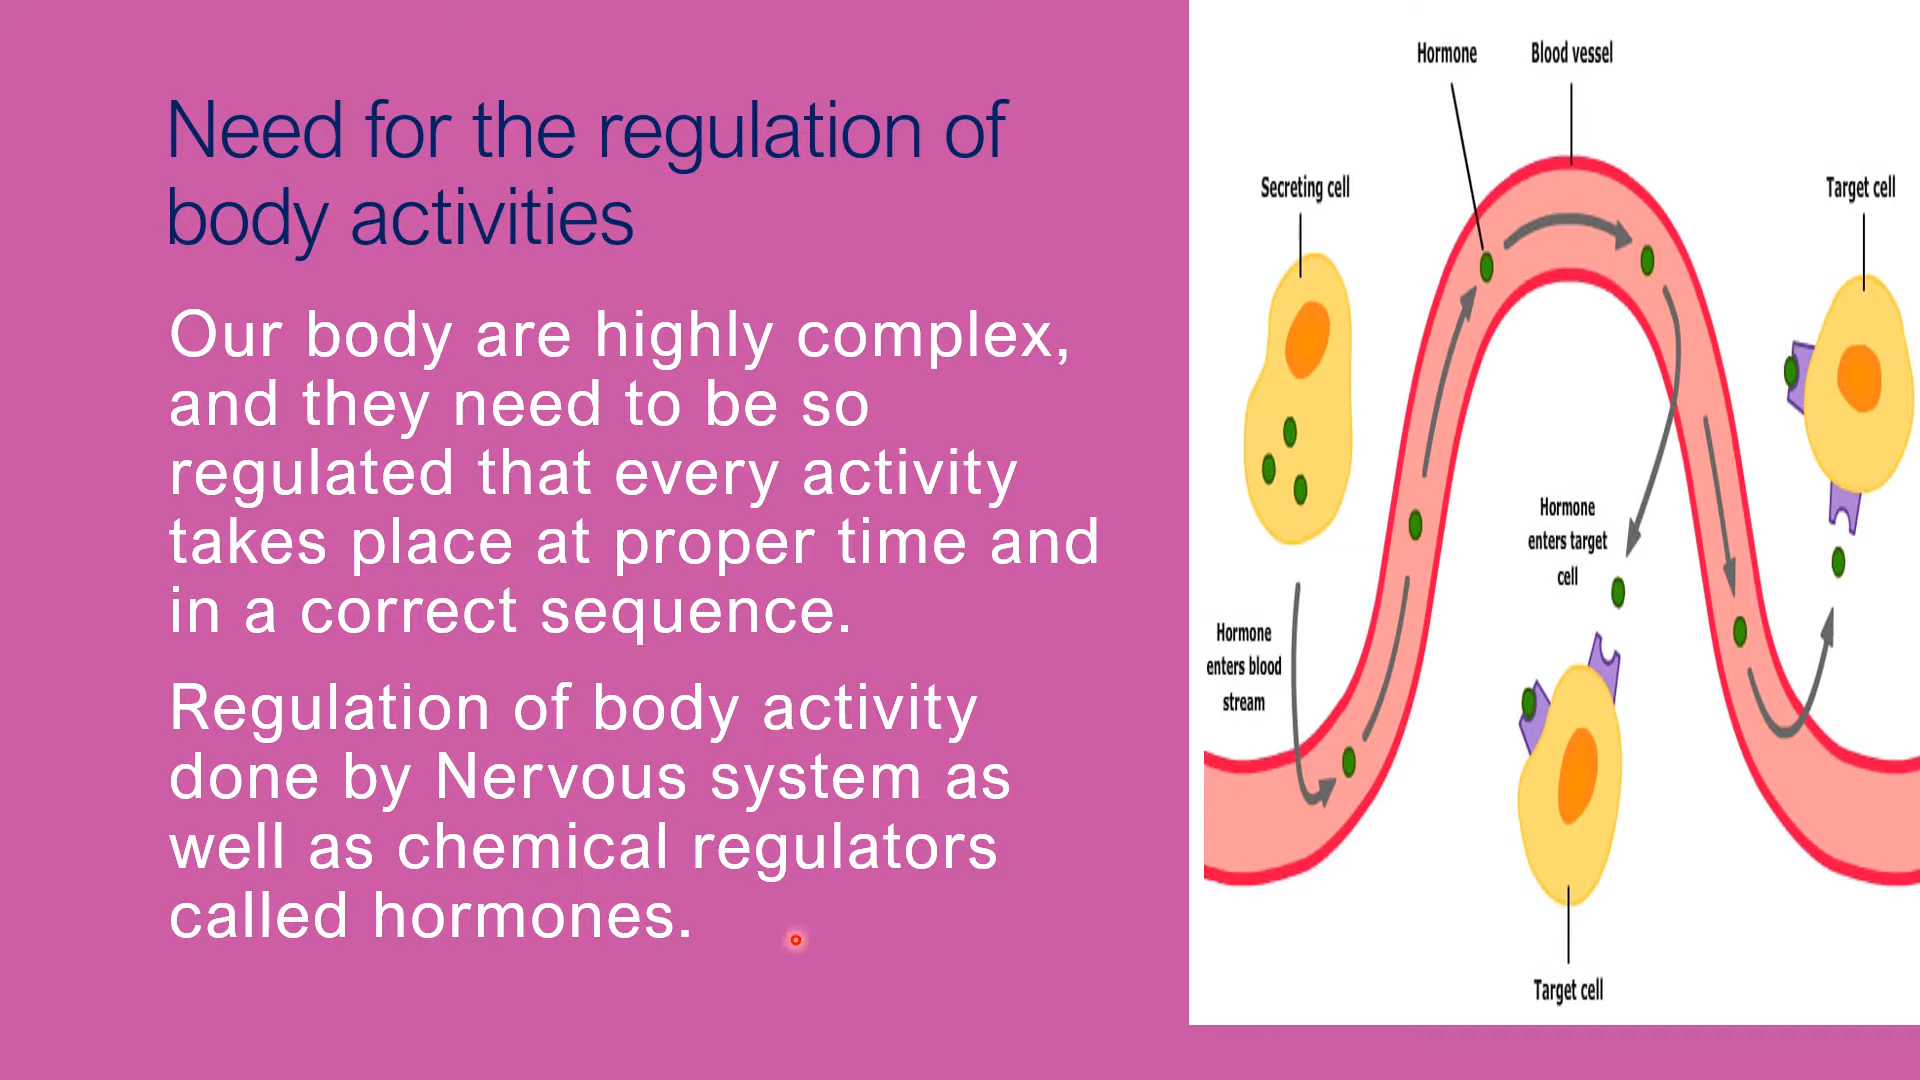 Need for the regulation of
body activities
Our body are highly complex,
and they need to be so
regulated that every activity
takes place at proper time and
in a correct sequence.
Regulation of body activity
done by Nervous system as
well as chemical regulators
called hormones.
Hormone
Blood vessel
Secreting cell
Target cell
Hormone
enters target
cell
Hormone
enters blood
stream
Target cell